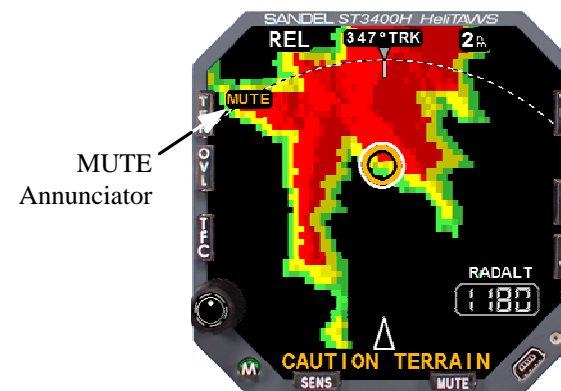 SANDEL ST3400H HeliTAWS
REL 347°TRK 2nm
MUTE
MUTE
Annunciator
OVL
TFC
RADALT
1180
M
CAUTION TERRAIN
SENS MUTE